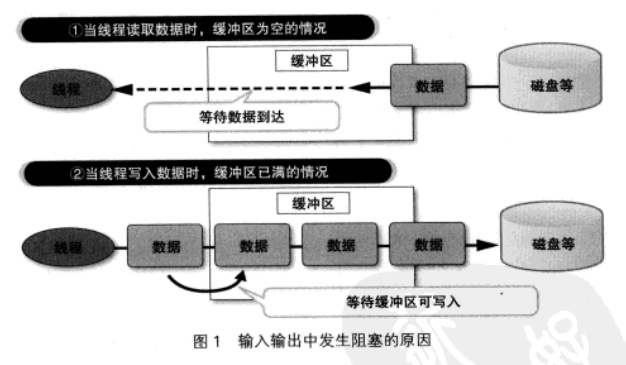 ①当线程读取数据时，缓冲区为空的情况
缓冲区
线程
数据
磁盘等
等待数据到达
②当线程写入数据时，缓冲区已满的情况
缓冲区
线程
数据
数据
数据
数据
磁盘等
等待缓冲区可写入
图1 输入输出中发生阻塞的原因